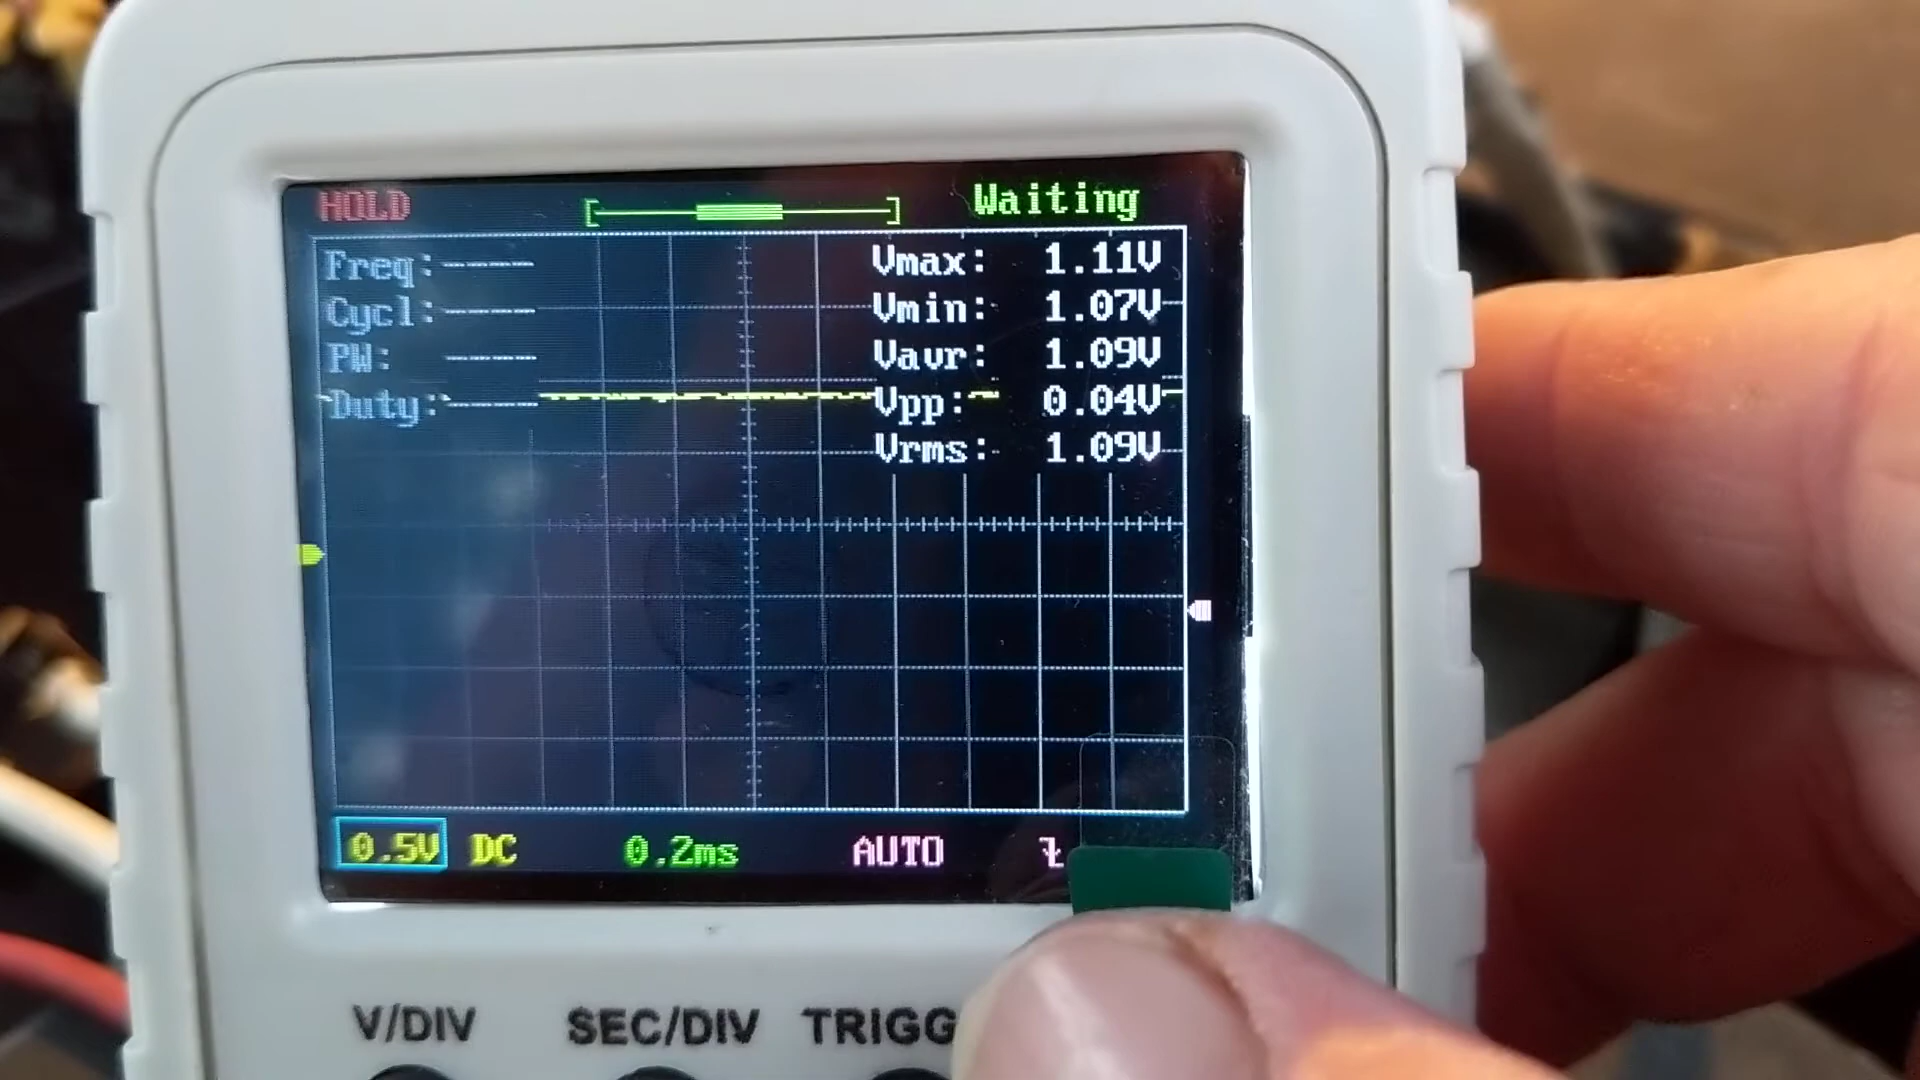 HOLD Waiting
Freq: ------ Vmax: 1.11V
Cycl: ------ Vmin: 1.07V
PW: ------ Vavr: 1.09V
Duty: ------ Vpp: 0.04V
Vrms: 1.09V
0.5V DC 0.2ms AUTO
V/DIV SEC/DIV TRIGG